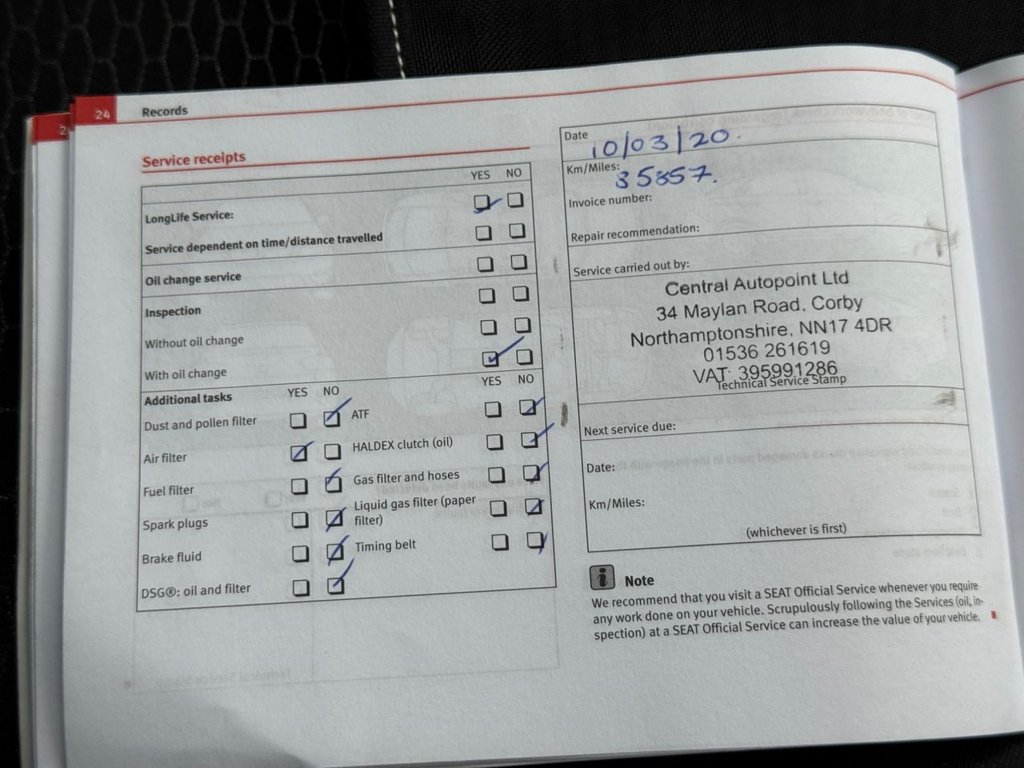 24
Records
Service receipts
YES NO
LongLife Service:
Service dependent on time/distance travelled
Oil change service
Inspection
Without oil change
With oil change
Additional tasks YES NO YES NO
Dust and pollen filter ATF
Air filter HALDEX clutch (oil)
Fuel filter Gas filter and hoses
Spark plugs Liquid gas filter (paper
filter)
Brake fluid Timing belt
DSG®: oil and filter
Date
10/03/20.
Km/Miles:
35857.
Invoice number:
Repair recommendation:
Service carried out by:
Central Autopoint Ltd
34 Maylan Road, Corby
Northamptonshire, NN17 4DR
01536 261619
VAT: 395991286
Technical Service Stamp
Next service due:
Date:
Km/Miles:
(whichever is first)
i Note
We recommend that you visit a SEAT Official Service whenever you require
any work done on your vehicle. Scrupulously following the Services (oil, in-
spection) at a SEAT Official Service can increase the value of your vehicle.